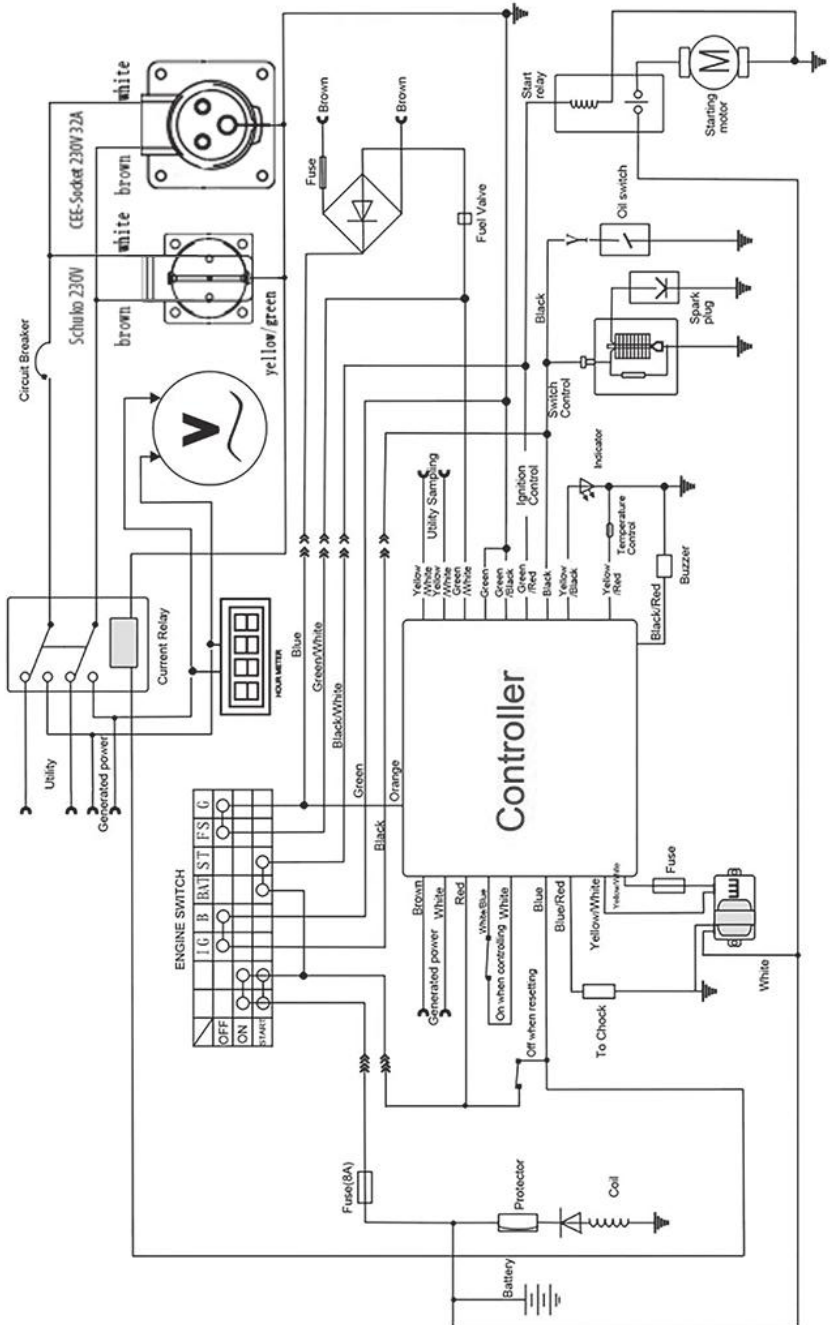 CEE-Socket 230V 32A
white
brown
Schuko 230V
white
brown
yellow/green
Circuit Breaker
V
Current Relay
HOUR METER
Utility
Generated power
Fuse
Brown
Brown
Fuel Valve
Start relay
M
Starting motor
Oil switch
Spark plug
Black
Switch Control
Ignition Control
Utility Sampling
Indicator
Temperature Control
Buzzer
Black/Red
Yellow/White
Yellow/White
Green/White
Green
Green/Black
Green/Red
Black
Yellow/Black
Yellow/Red
Controller
Blue
Green/White
Black/White
Green
Orange
Black
ENGINE SWITCH
IG B BAT ST FS G
OFF
ON
START
Brown
White
Generated power
Red
White/Blue
On when controlling
White
Blue
Off when resetting
Blue/Red
To Chock
Yellow/White
Yellow/White
Fuse
White
Fuse(8A)
Protector
Coil
Battery